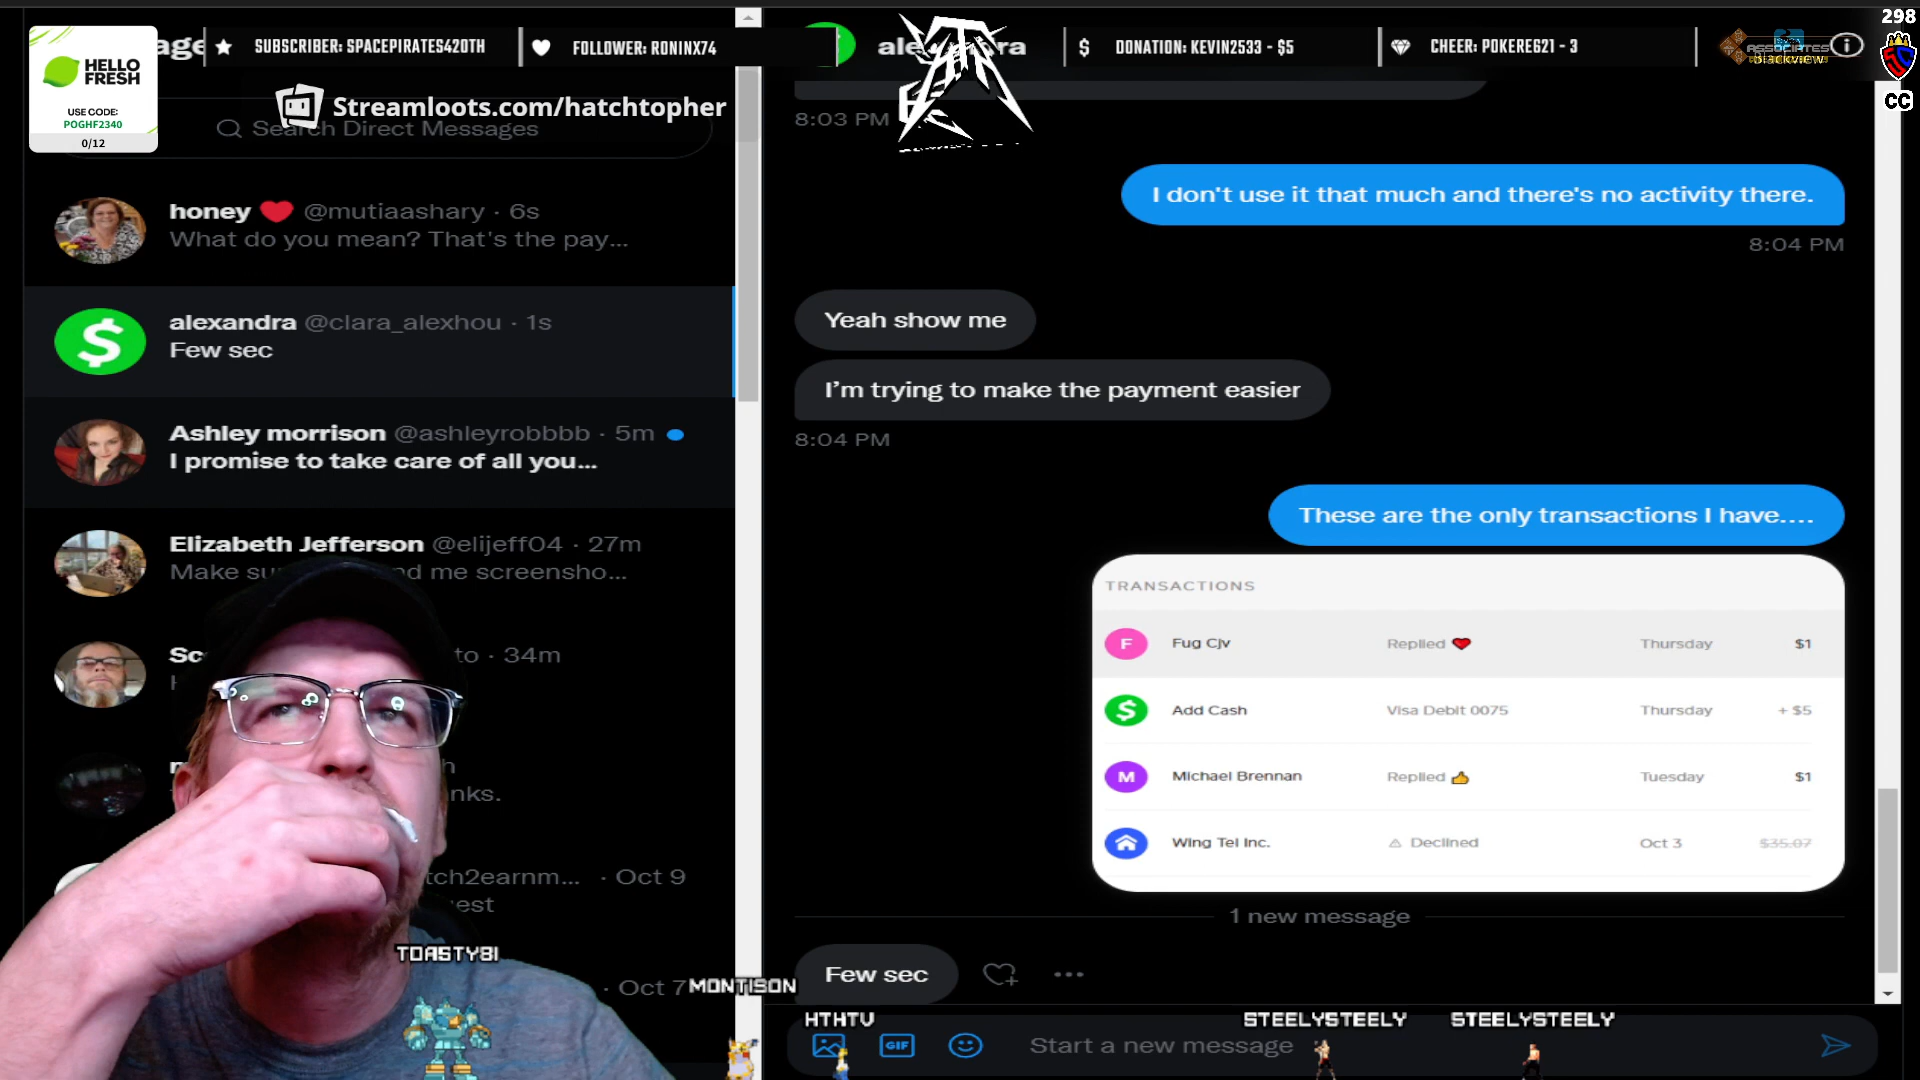 298
HELLO
FRESH
USE CODE:
POGHF2340
0/12
SUBSCRIBER: SPACEPIRATES420TH
FOLLOWER: RONINX74
DONATION: KEVIN2533 - $5
CHEER: POKERE621 - 3
ASSOCIATES
blackview
CC
Streamloots.com/hatchtopher
Search Direct Messages
honey ❤️ @mutiaashary · 6s
What do you mean? That's the pay...
alexandra @clara_alexhou · 1s
Few sec
Ashley morrison @ashleyrobbbb · 5m
I promise to take care of all you...
Elizabeth Jefferson @elijeff04 · 27m
34m
· Oct 9
· Oct 7
8:03 PM
I don't use it that much and there's no activity there.
8:04 PM
Yeah show me
I'm trying to make the payment easier
8:04 PM
These are the only transactions I have....
TRANSACTIONS
F Fug Cjv Replied ❤️ Thursday $1
$ Add Cash Visa Debit 0075 Thursday + $5
M Michael Brennan Replied 👍 Tuesday $1
Wing Tel Inc. ⚠ Declined Oct 3 $35.07
1 new message
Few sec
TOASTY81
MONTISON
HTHTV
STEELYSTEELY
STEELYSTEELY
GIF
Start a new message